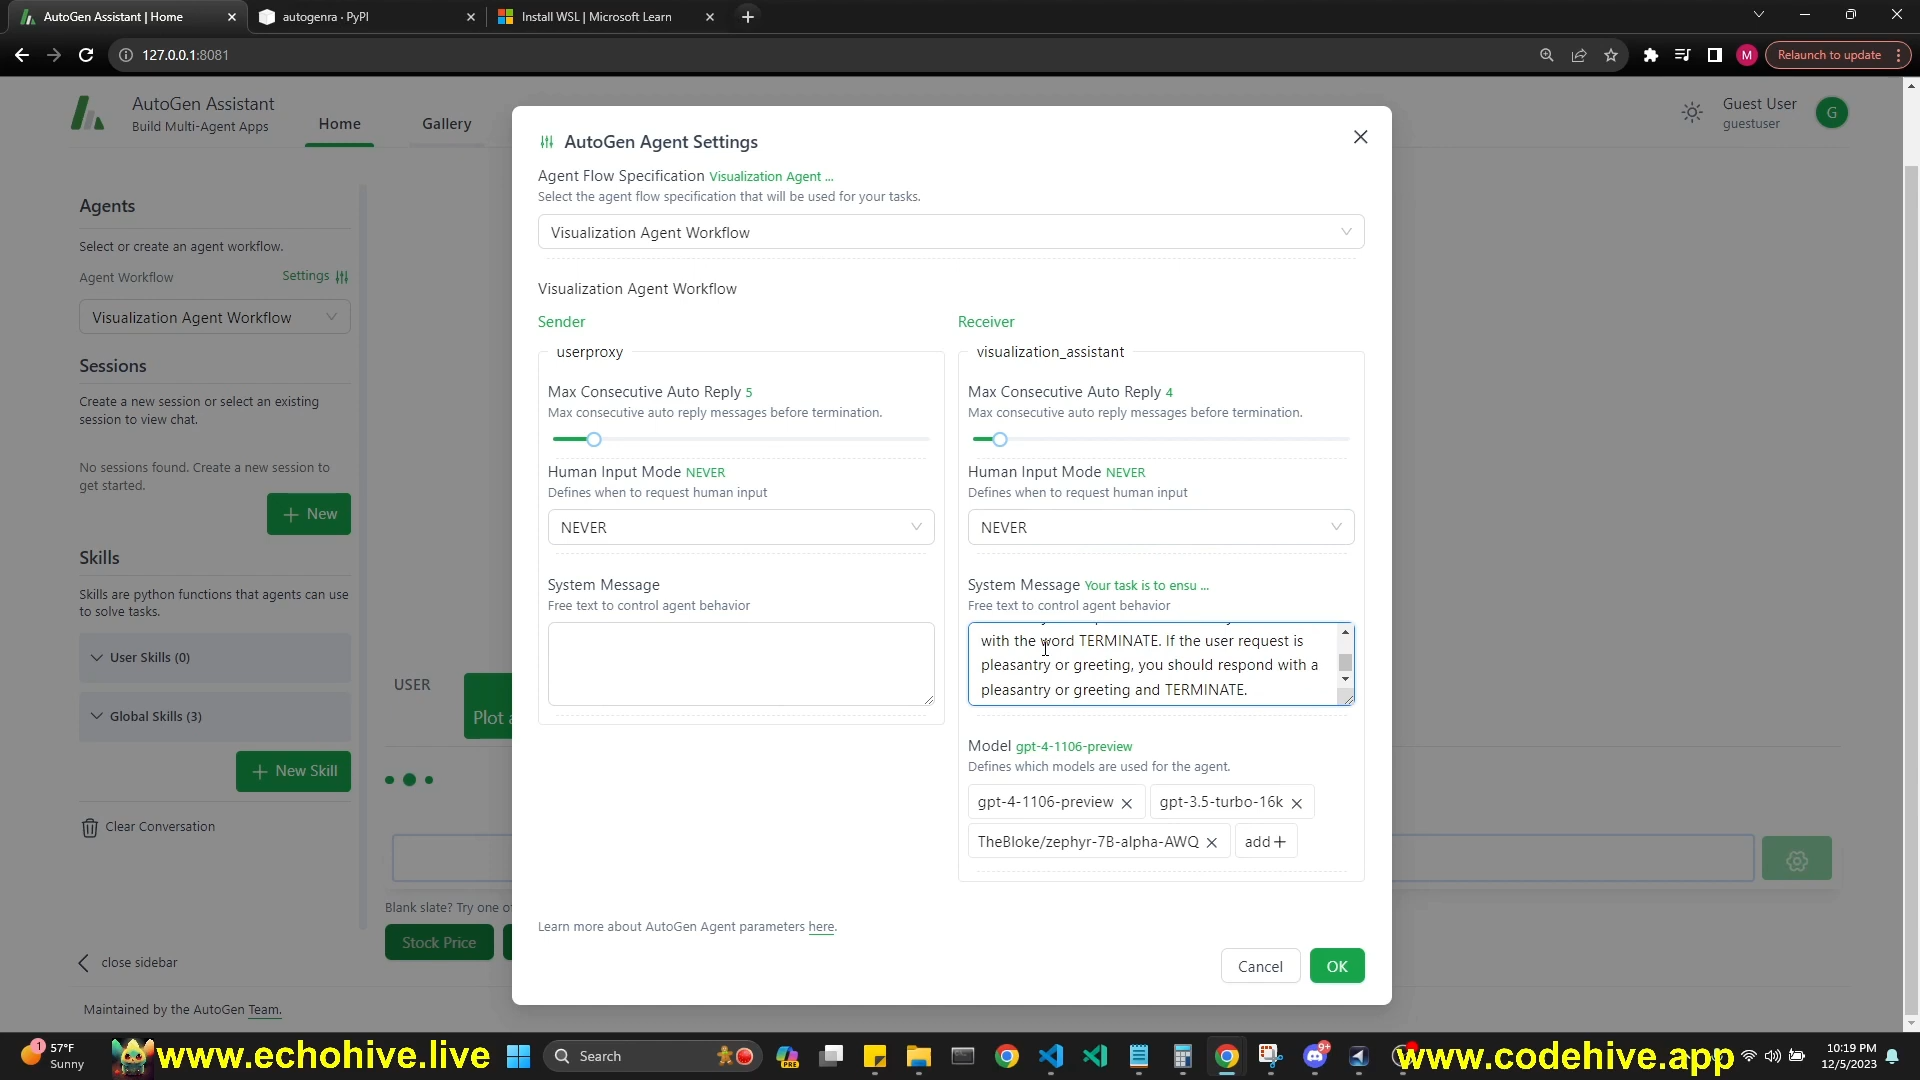 AutoGen Assistant | Home
autogenra · PyPI
Install WSL | Microsoft Learn
127.0.0.1:8081
M
Relaunch to update
AutoGen Assistant
Build Multi-Agent Apps
Home
Gallery
Guest User
guestuser
G
Agents
Select or create an agent workflow.
Agent Workflow
Settings
Visualization Agent Workflow
Sessions
Create a new session or select an existing
session to view chat.
No sessions found. Create a new session to
get started.
New
Skills
Skills are python functions that agents can use
to solve tasks.
User Skills (0)
Global Skills (3)
New Skill
Clear Conversation
close sidebar
Maintained by the AutoGen Team.
USER
Plot
Blank slate? Try one
Stock Price
AutoGen Agent Settings
Agent Flow Specification Visualization Agent ...
Select the agent flow specification that will be used for your tasks.
Visualization Agent Workflow
Visualization Agent Workflow
Sender
userproxy
Max Consecutive Auto Reply 5
Max consecutive auto reply messages before termination.
Human Input Mode NEVER
Defines when to request human input
NEVER
System Message
Free text to control agent behavior
Receiver
visualization_assistant
Max Consecutive Auto Reply 4
Max consecutive auto reply messages before termination.
Human Input Mode NEVER
Defines when to request human input
NEVER
System Message Your task is to ensu ...
Free text to control agent behavior
with the word TERMINATE. If the user request is
pleasantry or greeting, you should respond with a
pleasantry or greeting and TERMINATE.
Model gpt-4-1106-preview
Defines which models are used for the agent.
gpt-4-1106-preview
gpt-3.5-turbo-16k
TheBloke/zephyr-7B-alpha-AWQ
add
Learn more about AutoGen Agent parameters here.
Cancel
OK
1
57°F
Sunny
www.echohive.live
Search
PRE
9+
www.codehive.app
10:19 PM
12/5/2023